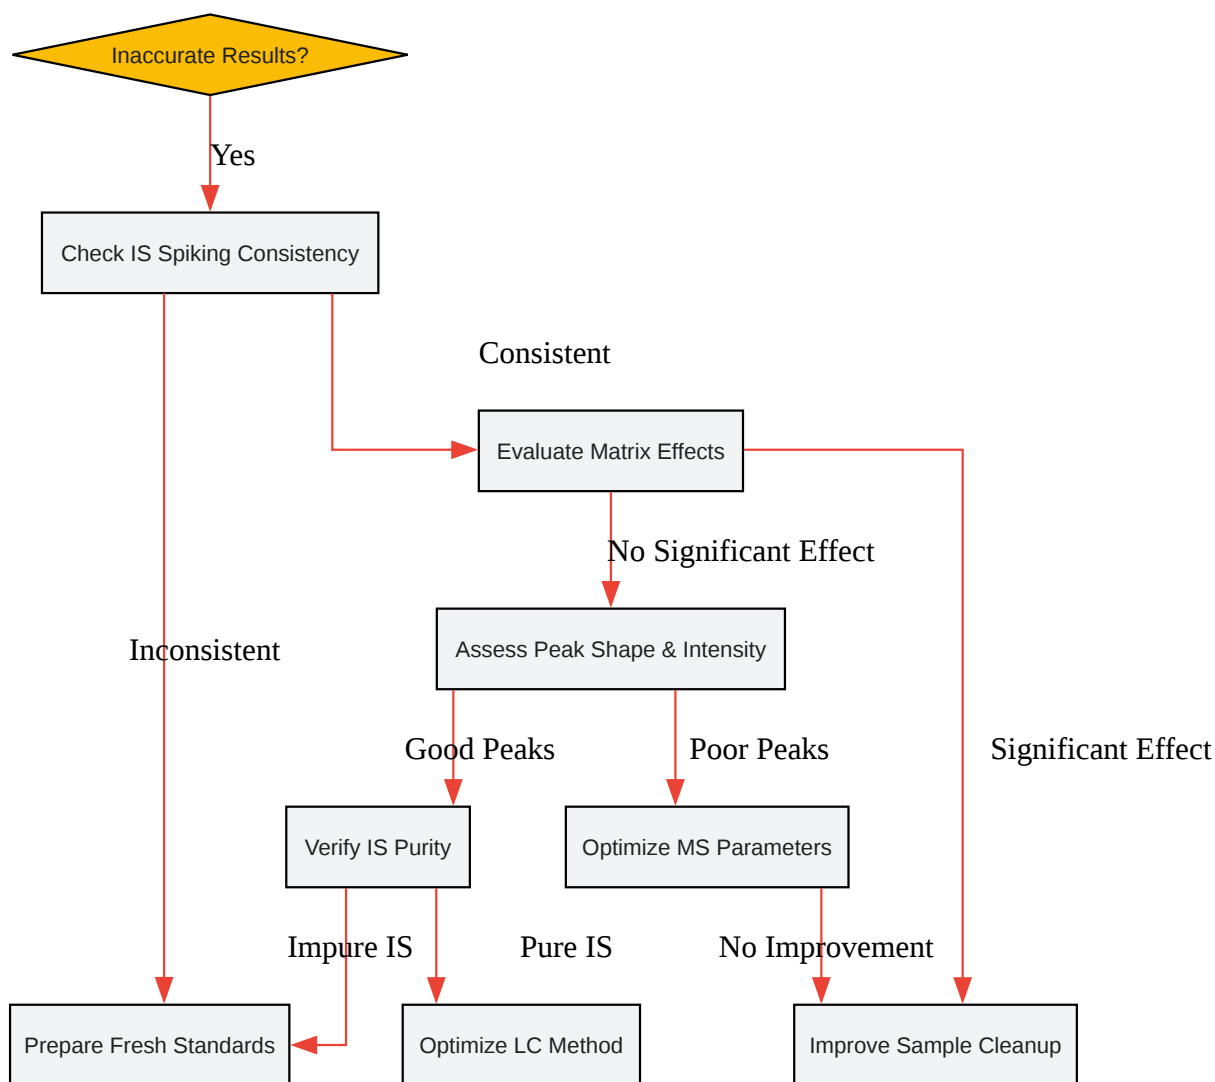 Inaccurate Results?
Yes
Check IS Spiking Consistency
Consistent
Evaluate Matrix Effects
No Significant Effect
Inconsistent
Assess Peak Shape & Intensity
Good Peaks
Poor Peaks
Significant Effect
Verify IS Purity
Optimize MS Parameters
Impure IS
Pure IS
No Improvement
Prepare Fresh Standards
Optimize LC Method
Improve Sample Cleanup